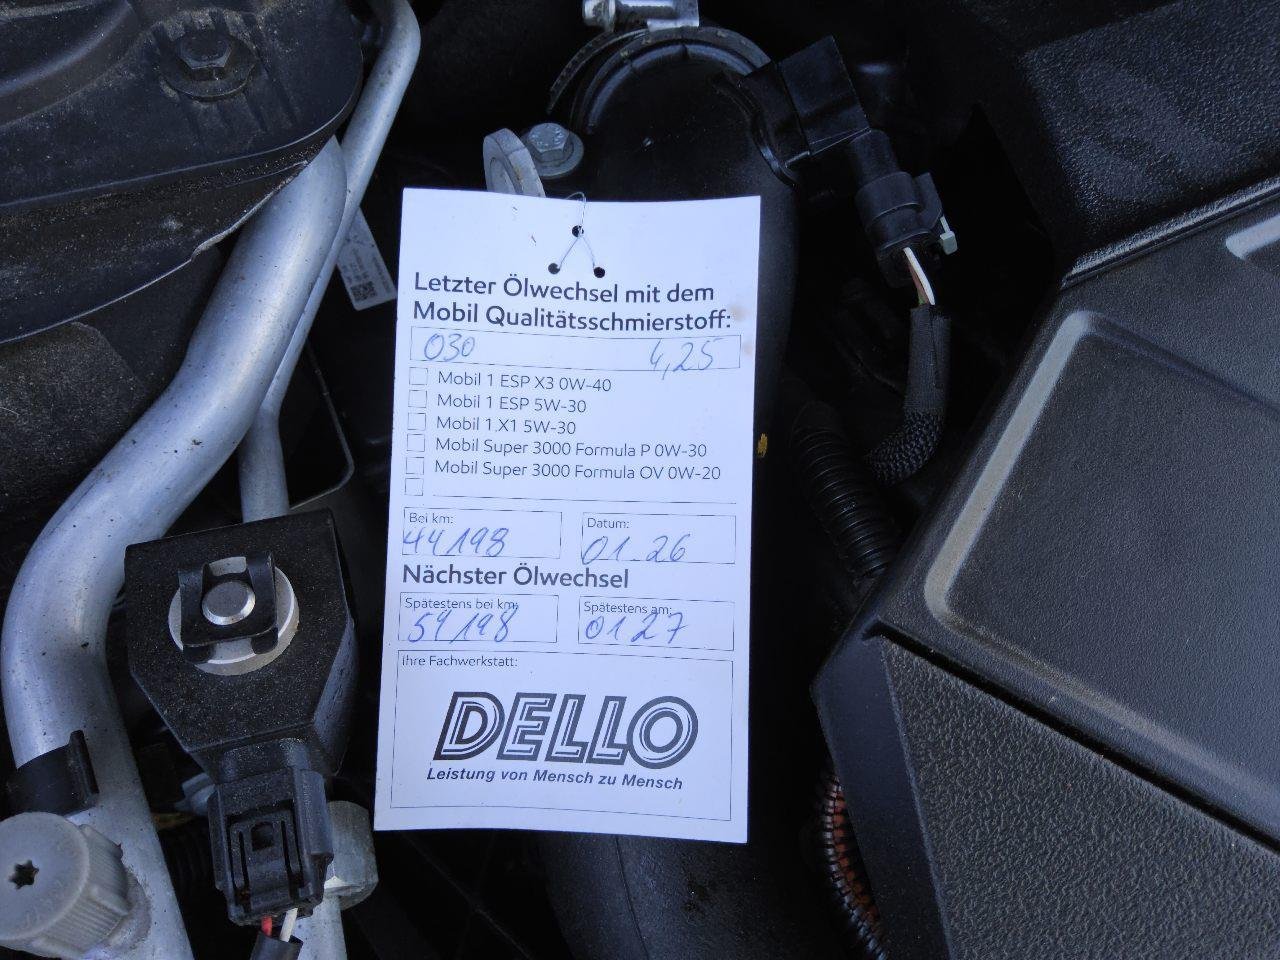 Letzter Ölwechsel mit dem
Mobil Qualitätsschmierstoff:
030 4,25
Mobil 1 ESP X3 0W-40
Mobil 1 ESP 5W-30
Mobil 1 X1 5W-30
Mobil Super 3000 Formula P 0W-30
Mobil Super 3000 Formula OV 0W-20
Bei km: Datum:
44198 01.26
Nächster Ölwechsel
Spätestens bei km: Spätestens am:
59198 01 27
Ihre Fachwerkstatt:
DELLO
Leistung von Mensch zu Mensch